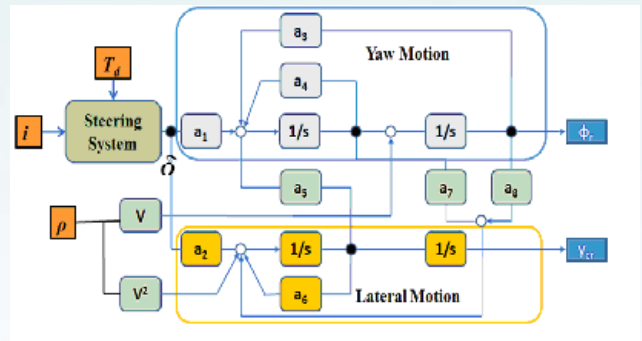 a3
Yaw Motion
Td
a4
i
Steering
System
a1
1/s
1/s
ϕr
δ
a5
a7
a8
ρ
V
a2
1/s
1/s
ycr
V2
a6
Lateral Motion